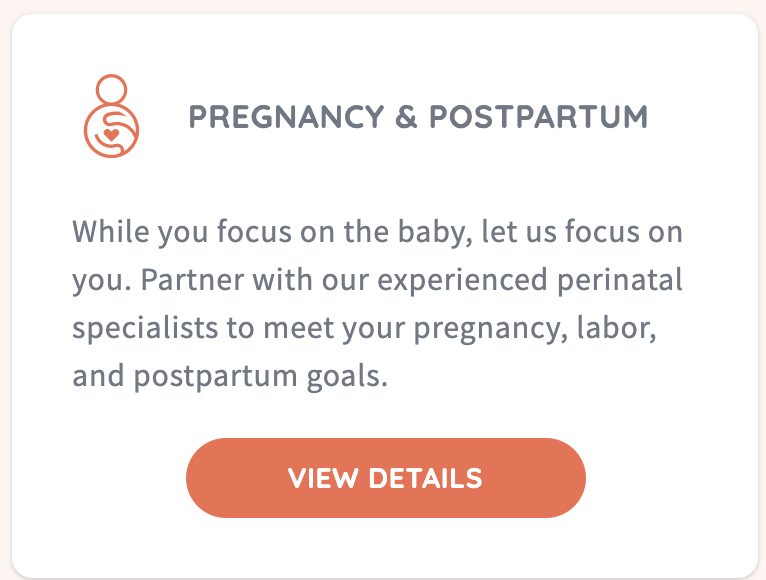 PREGNANCY & POSTPARTUM
While you focus on the baby, let us focus on
you. Partner with our experienced perinatal
specialists to meet your pregnancy, labor,
and postpartum goals.
VIEW DETAILS